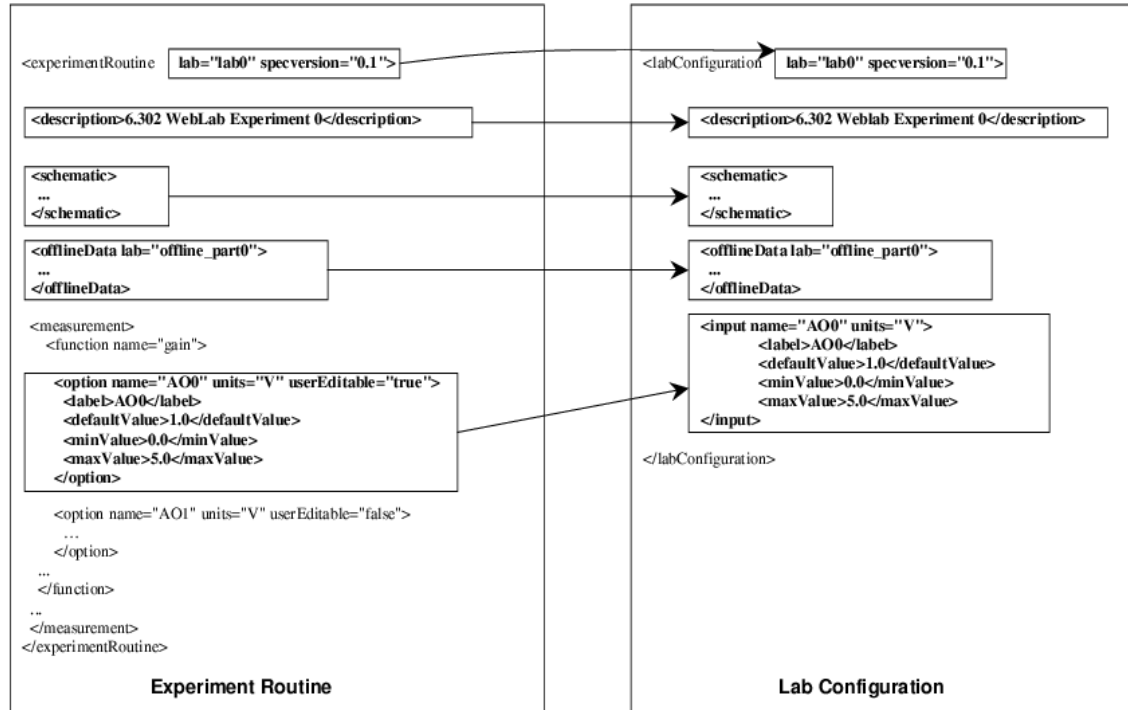 <experimentRoutine lab="lab0" specversion="0.1">
<description>6.302 WebLab Experiment 0</description>
<schematic>
...
</schematic>
<offlineData lab="offline_part0">
...
</offlineData>
<measurement>
<function name="gain">
<option name="AO0" units="V" userEditable="true">
<label>AO0</label>
<defaultValue>1.0</defaultValue>
<minValue>0.0</minValue>
<maxValue>5.0</maxValue>
</option>
<option name="AO1" units="V" userEditable="false">
...
</option>
...
</function>
...
</measurement>
</experimentRoutine>
Experiment Routine
<labConfiguration lab="lab0" specversion="0.1">
<description>6.302 Weblab Experiment 0</description>
<schematic>
...
</schematic>
<offlineData lab="offline_part0">
...
</offlineData>
<input name="AO0" units="V">
<label>AO0</label>
<defaultValue>1.0</defaultValue>
<minValue>0.0</minValue>
<maxValue>5.0</maxValue>
</input>
</labConfiguration>
Lab Configuration